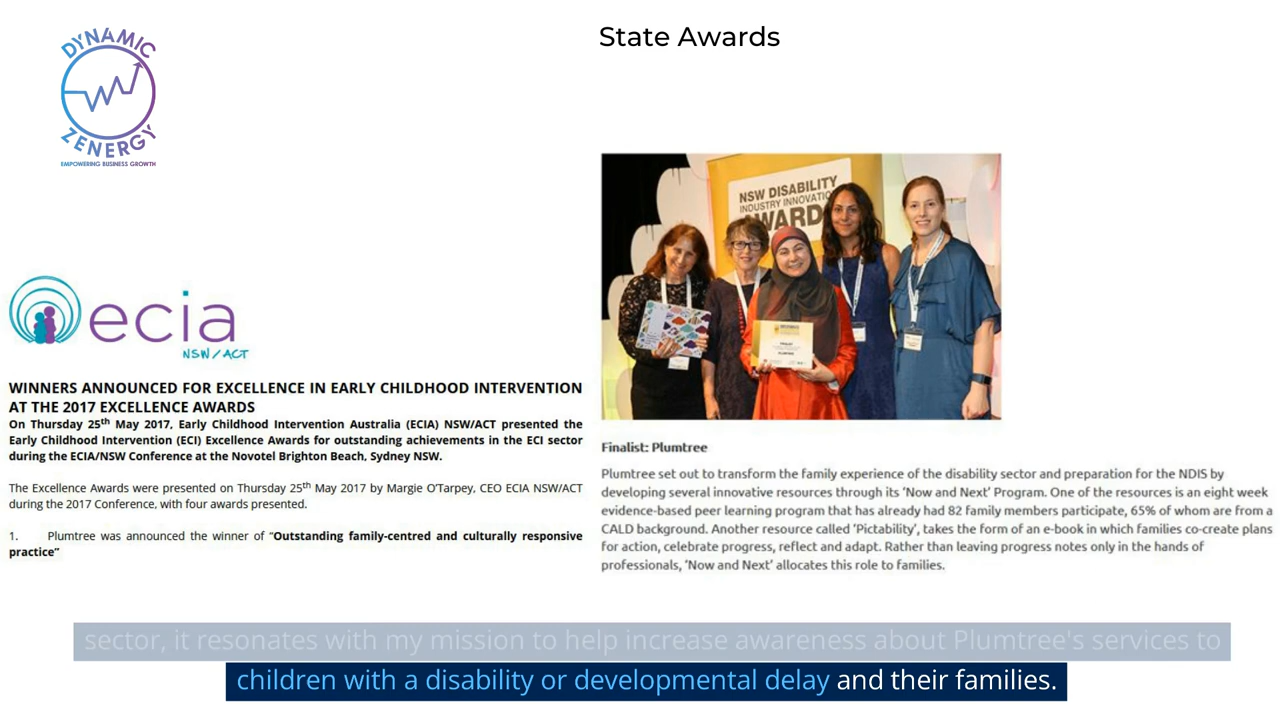 State Awards
DYNAMIC
ZENERGY
EMPOWERING BUSINESS GROWTH
ecia
NSW/ACT
WINNERS ANNOUNCED FOR EXCELLENCE IN EARLY CHILDHOOD INTERVENTION
AT THE 2017 EXCELLENCE AWARDS
On Thursday 25th May 2017, Early Childhood Intervention Australia (ECIA) NSW/ACT presented the
Early Childhood Intervention (ECI) Excellence Awards for outstanding achievements in the ECI sector
during the ECIA/NSW Conference at the Novotel Brighton Beach, Sydney NSW.
The Excellence Awards were presented on Thursday 25th May 2017 by Margie O'Tarpey, CEO ECIA NSW/ACT
during the 2017 Conference, with four awards presented.
1. Plumtree was announced the winner of "Outstanding family-centred and culturally responsive
practice"
NSW DISABILITY
INDUSTRY INNOVATION
AWARD
Finalist: Plumtree
Plumtree set out to transform the family experience of the disability sector and preparation for the NDIS by
developing several innovative resources through its 'Now and Next' Program. One of the resources is an eight week
evidence-based peer learning program that has already had 82 family members participate, 65% of whom are from a
CALD background. Another resource called 'Pictability', takes the form of an e-book in which families co-create plans
for action, celebrate progress, reflect and adapt. Rather than leaving progress notes only in the hands of
professionals, 'Now and Next' allocates this role to families.
sector, it resonates with my mission to help increase awareness about Plumtree's services to
children with a disability or developmental delay and their families.